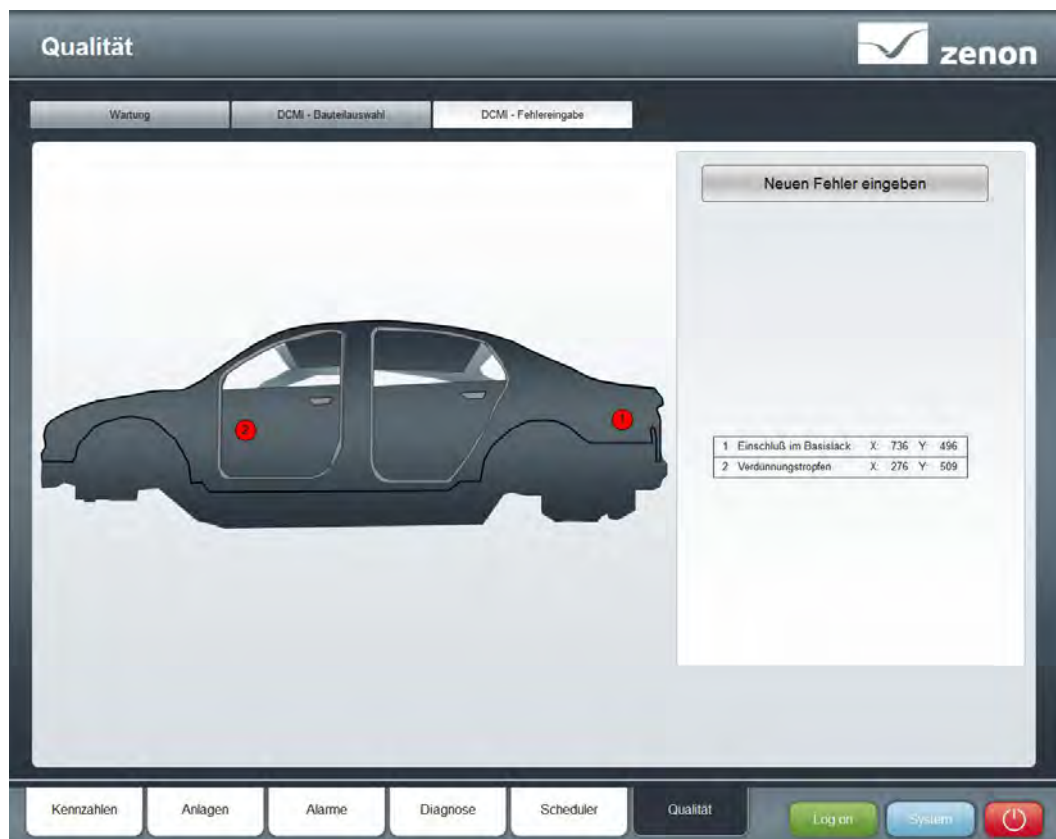 Qualität
zenon
Wartung
DCMi - Bauteilauswahl
DCMi - Fehlereingabe
Neuen Fehler eingeben
1 Einschluß im Basislack X: 736 Y: 496
2 Verdünnungstropfen X: 276 Y: 509
1
2
Kennzahlen
Anlagen
Alarme
Diagnose
Scheduler
Qualität
Log on
System